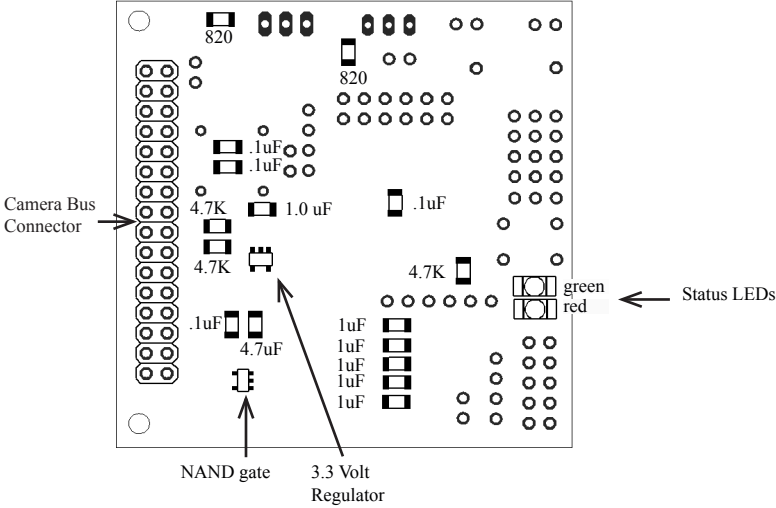 820
820
.1uF
.1uF
Camera Bus
Connector
4.7K
1.0 uF
.1uF
4.7K
4.7K
green
red
Status LEDs
.1uF
4.7uF
1uF
1uF
1uF
1uF
1uF
NAND gate
3.3 Volt
Regulator